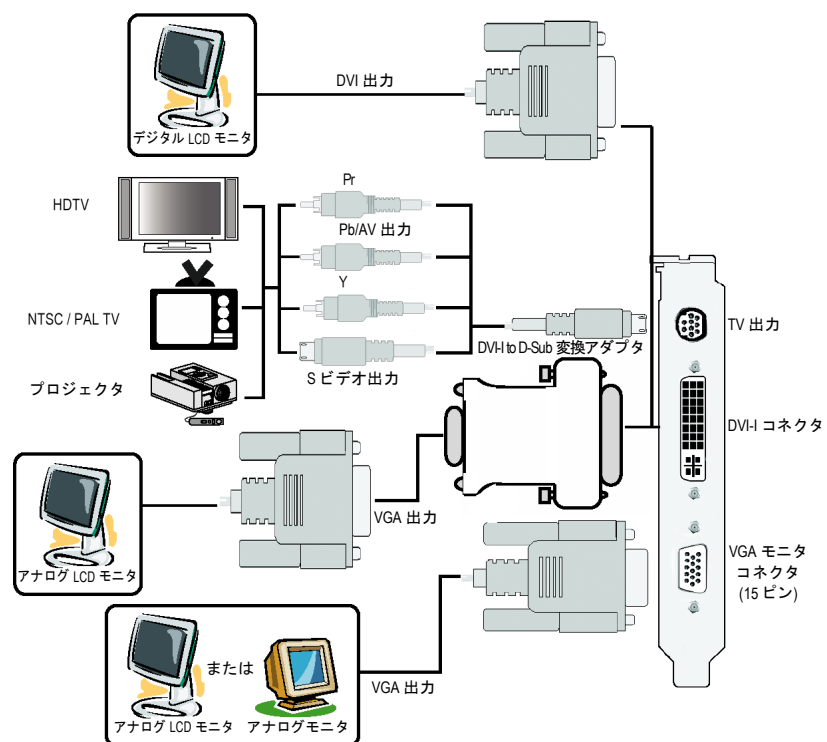 DVI 出力
デジタル LCD モニタ
HDTV
Pr
Pb/AV 出力
Y
NTSC / PAL TV
TV 出力
DVI-I to D-Sub 変換アダプタ
S ビデオ出力
プロジェクタ
DVI-I コネクタ
VGA 出力
アナログ LCD モニタ
VGA モニタ
コネクタ
(15 ピン)
または
VGA 出力
アナログ LCD モニタ
アナログモニタ